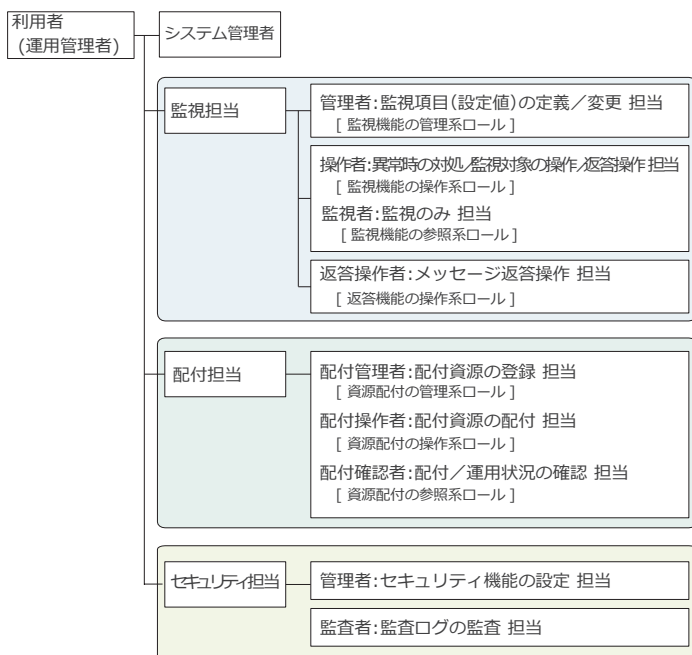 利用者
(運用管理者)
システム管理者
監視担当
管理者:監視項目(設定値)の定義／変更 担当
[ 監視機能の管理系ロール ]
操作者:異常時の対処／監視対象の操作／返答操作 担当
[ 監視機能の操作系ロール ]
監視者:監視のみ 担当
[ 監視機能の参照系ロール ]
返答操作者:メッセージ返答操作 担当
[ 返答機能の操作系ロール ]
配付担当
配付管理者:配付資源の登録 担当
[ 資源配付の管理系ロール ]
配付操作者:配付資源の配付 担当
[ 資源配付の操作系ロール ]
配付確認者:配付／運用状況の確認 担当
[ 資源配付の参照系ロール ]
セキュリティ担当
管理者:セキュリティ機能の設定 担当
監査者:監査ログの監査 担当